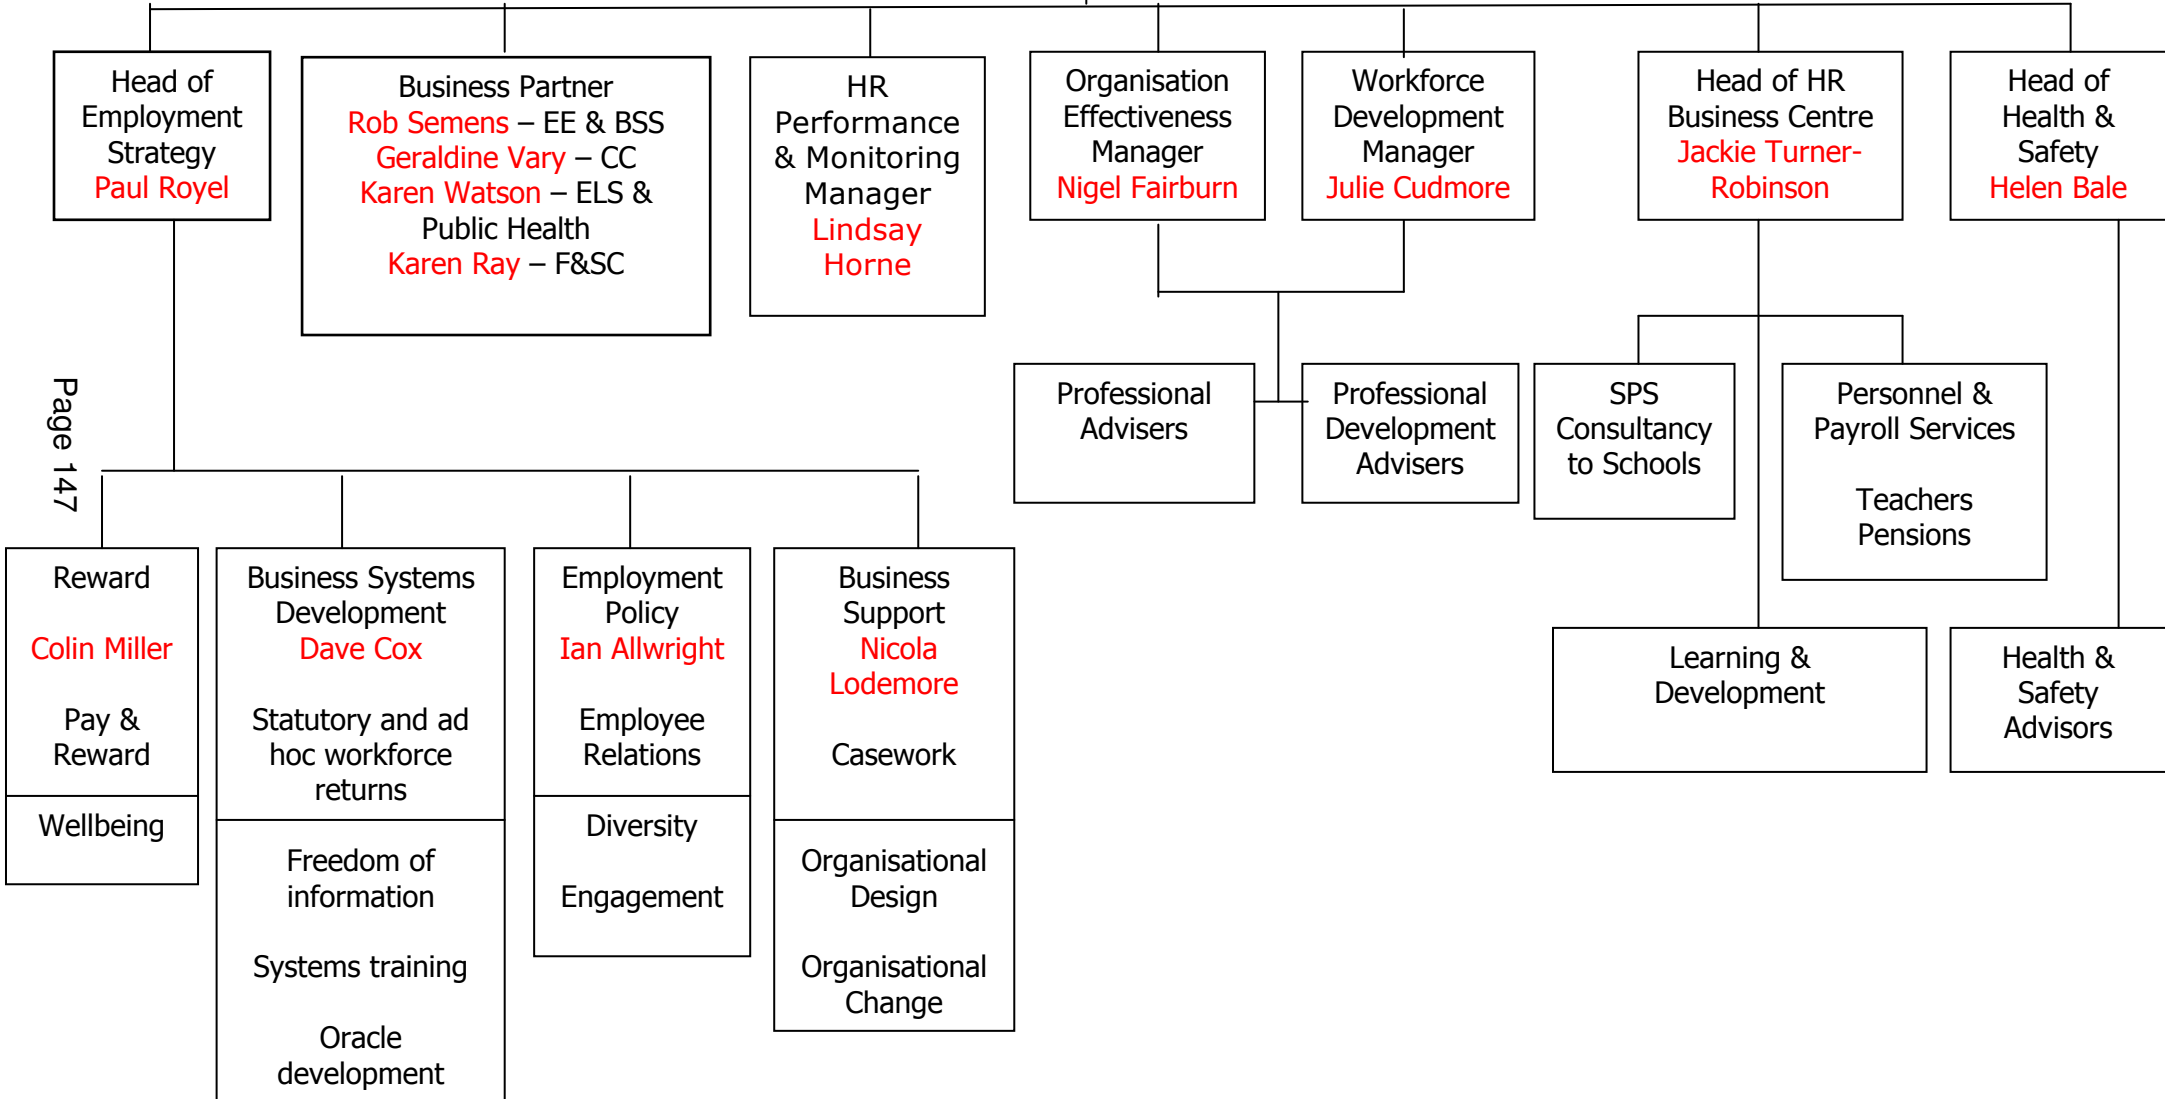 Head of
Employment
Strategy
Paul Royel
Business Partner
Rob Semens – EE & BSS
Geraldine Vary – CC
Karen Watson – ELS &
Public Health
Karen Ray – F&SC
HR
Performance
& Monitoring
Manager
Lindsay
Horne
Organisation
Effectiveness
Manager
Nigel Fairburn
Workforce
Development
Manager
Julie Cudmore
Head of HR
Business Centre
Jackie Turner-
Robinson
Head of
Health &
Safety
Helen Bale
Page 147
Professional
Advisers
Professional
Development
Advisers
SPS
Consultancy
to Schools
Personnel &
Payroll Services
Teachers
Pensions
Reward
Colin Miller
Pay &
Reward
Wellbeing
Business Systems
Development
Dave Cox
Statutory and ad
hoc workforce
returns
Freedom of
information
Systems training
Oracle
development
Employment
Policy
Ian Allwright
Employee
Relations
Diversity
Engagement
Business
Support
Nicola
Lodemore
Casework
Organisational
Design
Organisational
Change
Learning &
Development
Health &
Safety
Advisors